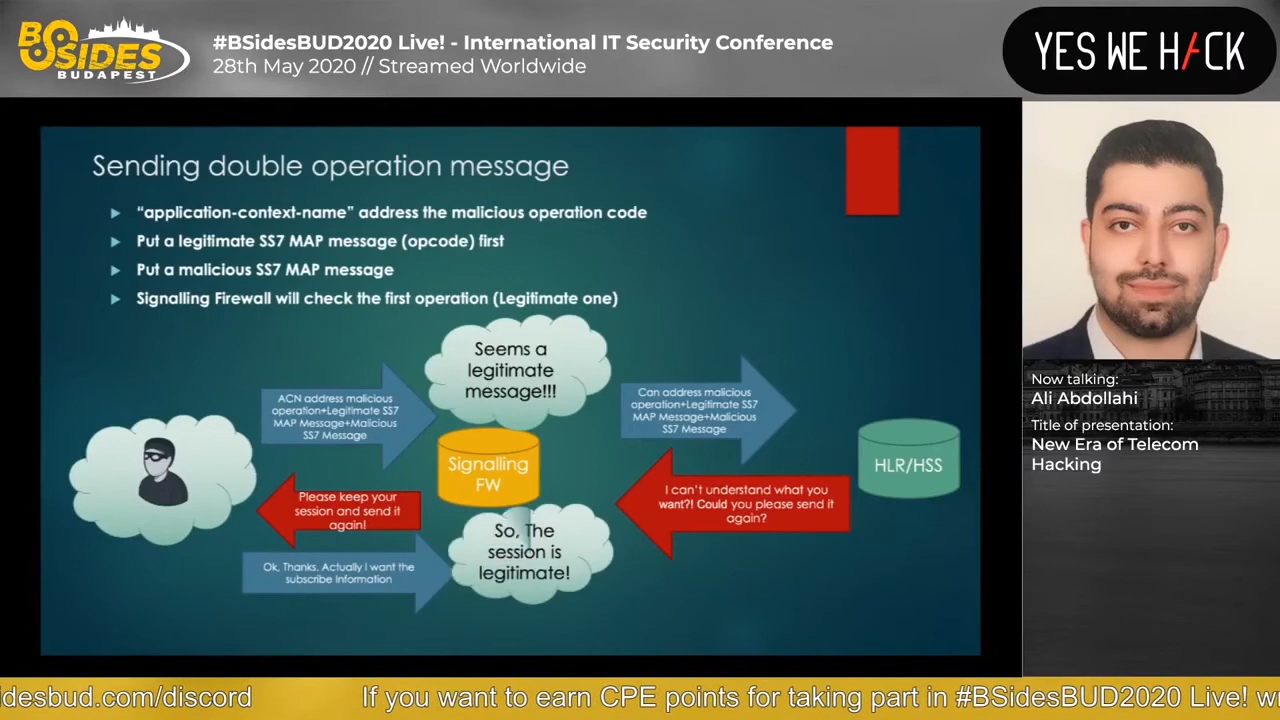 BSIDES
BUDAPEST
#BSidesBUD2020 Live! - International IT Security Conference
28th May 2020 // Streamed Worldwide
YES WE H/CK
Sending double operation message
"application-context-name" address the malicious operation code
Put a legitimate SS7 MAP message (opcode) first
Put a malicious SS7 MAP message
Signalling Firewall will check the first operation (Legitimate one)
Seems a
legitimate
message!!!
ACN address malicious
operation+Legitimate SS7
MAP Message+Malicious
SS7 Message
Can address malicious
operation+Legitimate SS7
MAP Message+Malicious
SS7 Message
Signalling
FW
HLR/HSS
Please keep your
session and send it
again!
I can't understand what you
want?! Could you please send it
again?
So, The
session is
legitimate!
Ok, Thanks. Actually I want the
subscribe Information
Now talking:
Ali Abdollahi
Title of presentation:
New Era of Telecom
Hacking
idesbud.com/discord If you want to earn CPE points for taking part in #BSidesBUD2020 Live! w